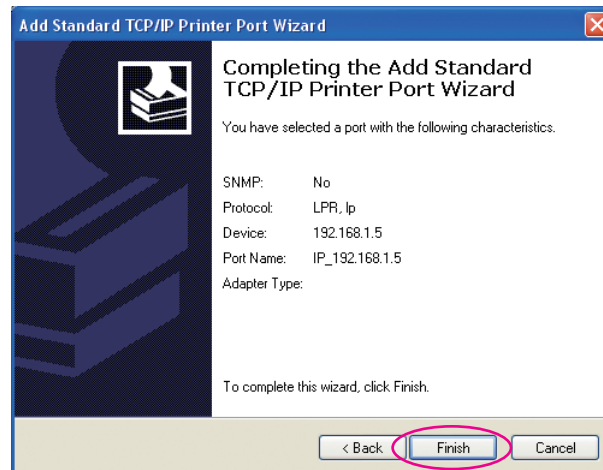 Add Standard TCP/IP Printer Port Wizard
Completing the Add Standard
TCP/IP Printer Port Wizard
You have selected a port with the following characteristics.
SNMP: No
Protocol: LPR, lp
Device: 192.168.1.5
Port Name: IP_192.168.1.5
Adapter Type:
To complete this wizard, click Finish.
< Back Finish Cancel